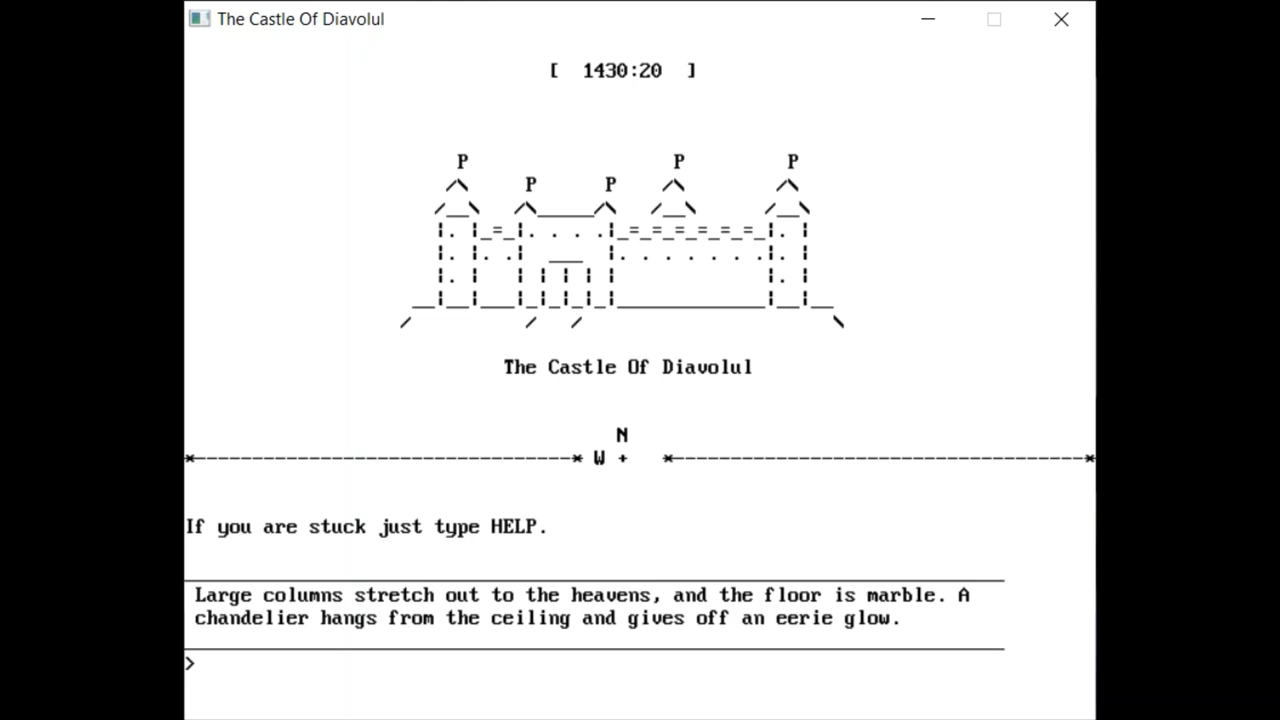 The Castle Of Diavolul
[ 1430:20 ]
P P P
P P
The Castle Of Diavolul
N
W +
If you are stuck just type HELP.
Large columns stretch out to the heavens, and the floor is marble. A
chandelier hangs from the ceiling and gives off an eerie glow.
>